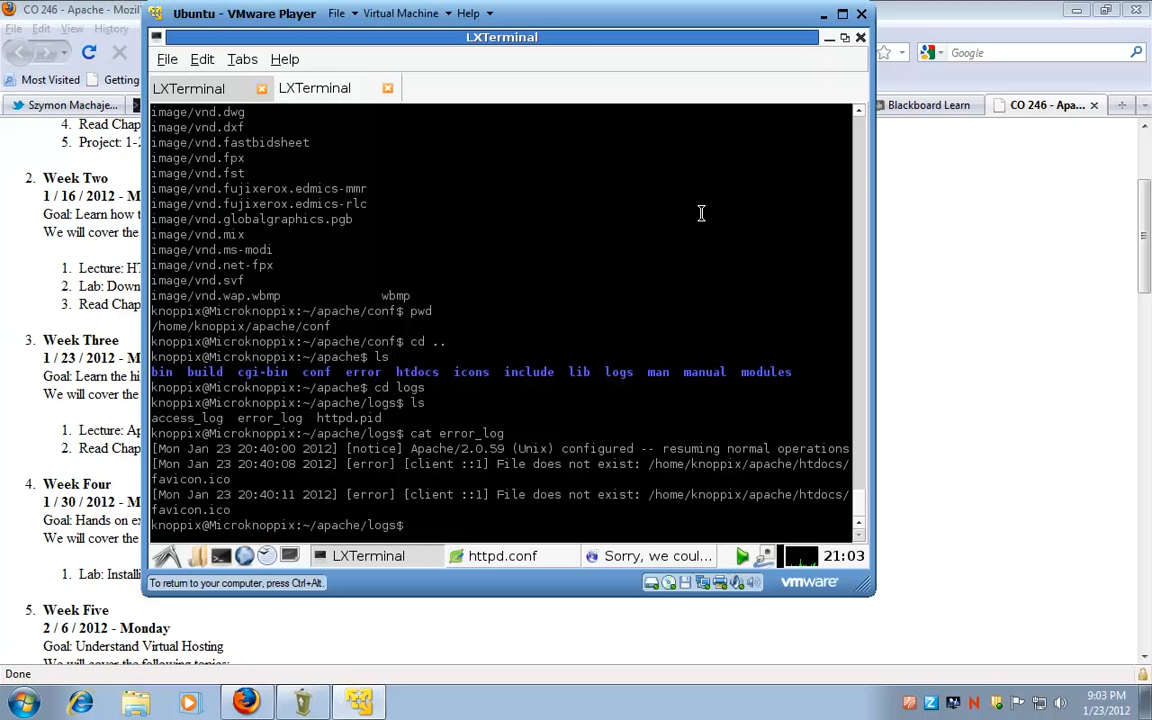 CO 246 - Apache - Mozil
File Edit View History
Most Visited Getting
Google
Szymon Machaje...
Blackboard Learn
CO 246 - Apa...
Ubuntu - VMware Player File Virtual Machine Help
LXTerminal
File Edit Tabs Help
LXTerminal LXTerminal
image/vnd.dwg
image/vnd.dxf
image/vnd.fastbidsheet
image/vnd.fpx
image/vnd.fst
image/vnd.fujixerox.edmics-mmr
image/vnd.fujixerox.edmics-rlc
image/vnd.globalgraphics.pgb
image/vnd.mix
image/vnd.ms-modi
image/vnd.net-fpx
image/vnd.svf
image/vnd.wap.wbmp wbmp
knoppix@Microknoppix:~/apache/conf$ pwd
/home/knoppix/apache/conf
knoppix@Microknoppix:~/apache/conf$ cd ..
knoppix@Microknoppix:~/apache$ ls
bin build cgi-bin conf error htdocs icons include lib logs man manual modules
knoppix@Microknoppix:~/apache$ cd logs
knoppix@Microknoppix:~/apache/logs$ ls
access_log error_log httpd.pid
knoppix@Microknoppix:~/apache/logs$ cat error_log
[Mon Jan 23 20:40:00 2012] [notice] Apache/2.0.59 (Unix) configured -- resuming normal operations
[Mon Jan 23 20:40:08 2012] [error] [client ::1] File does not exist: /home/knoppix/apache/htdocs/
favicon.ico
[Mon Jan 23 20:40:11 2012] [error] [client ::1] File does not exist: /home/knoppix/apache/htdocs/
favicon.ico
knoppix@Microknoppix:~/apache/logs$
LXTerminal httpd.conf Sorry, we coul... 21:03
To return to your computer, press Ctrl+Alt.
vmware
4. Read Chap
5. Project: 1-2
2. Week Two
1 / 16 / 2012 - M
Goal: Learn how t
We will cover the
1. Lecture: HT
2. Lab: Down
3. Read Chap
3. Week Three
1 / 23 / 2012 - M
Goal: Learn the hi
We will cover the
1. Lecture: Ap
2. Read Chap
4. Week Four
1 / 30 / 2012 - M
Goal: Hands on ex
We will cover the
1. Lab: Installi
5. Week Five
2 / 6 / 2012 - Monday
Goal: Understand Virtual Hosting
We will cover the following topics:
Done
9:03 PM
1/23/2012